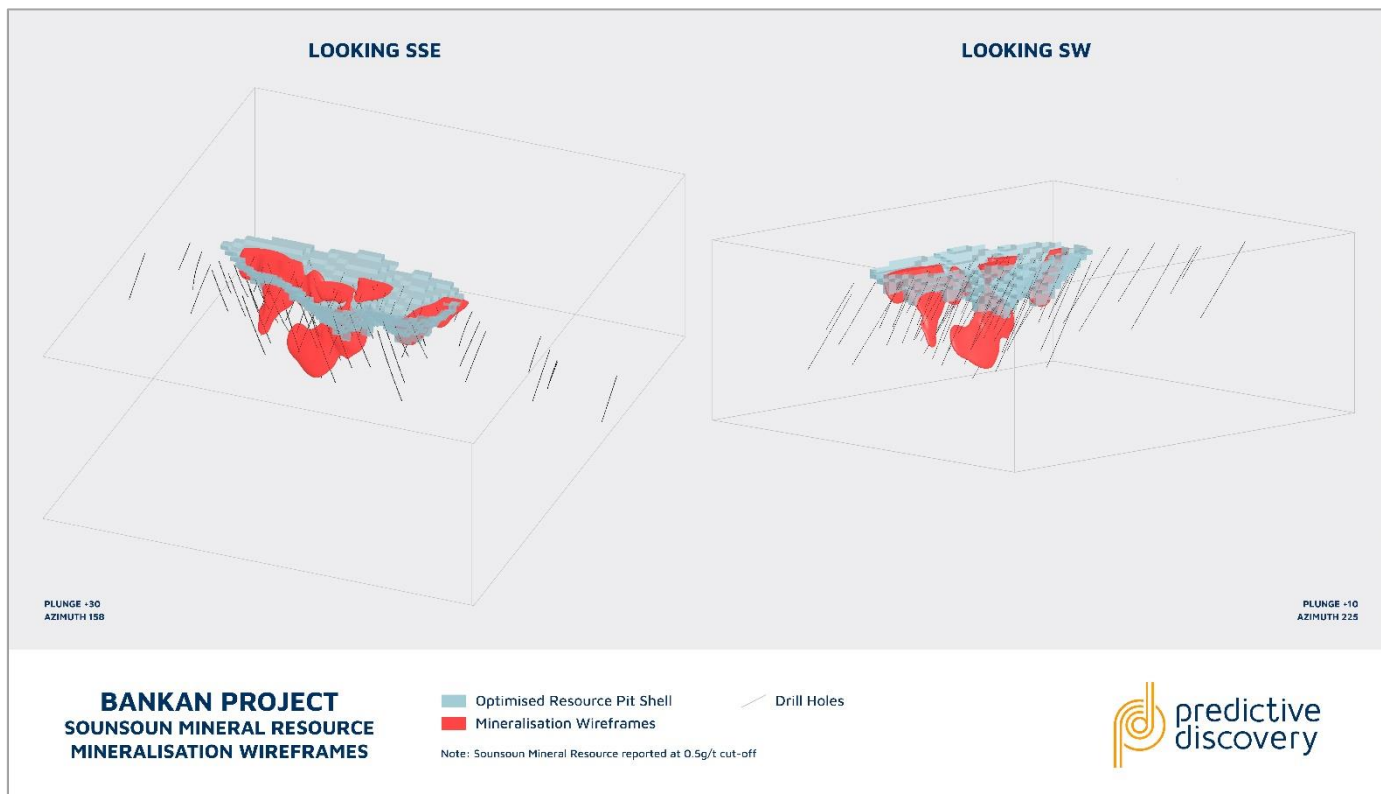 LOOKING SSE
LOOKING SW
PLUNGE +30
AZIMUTH 158
PLUNGE +10
AZIMUTH 225
BANKAN PROJECT
SOUNSOUN MINERAL RESOURCE
MINERALISATION WIREFRAMES
Optimised Resource Pit Shell
Drill Holes
Mineralisation Wireframes
Note: Sounsoun Mineral Resource reported at 0.5g/t cut-off
predictive
discovery